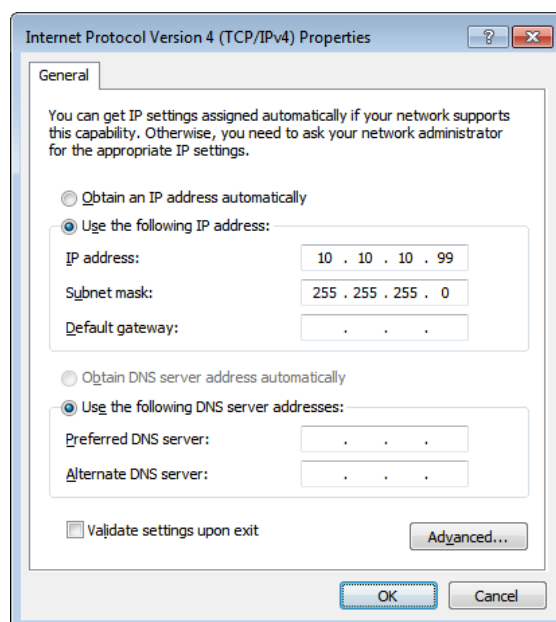 Internet Protocol Version 4 (TCP/IPv4) Properties
General
You can get IP settings assigned automatically if your network supports
this capability. Otherwise, you need to ask your network administrator
for the appropriate IP settings.
Obtain an IP address automatically
Use the following IP address:
IP address: 10 . 10 . 10 . 99
Subnet mask: 255 . 255 . 255 . 0
Default gateway: . . .
Obtain DNS server address automatically
Use the following DNS server addresses:
Preferred DNS server: . . .
Alternate DNS server: . . .
Validate settings upon exit
Advanced...
OK Cancel